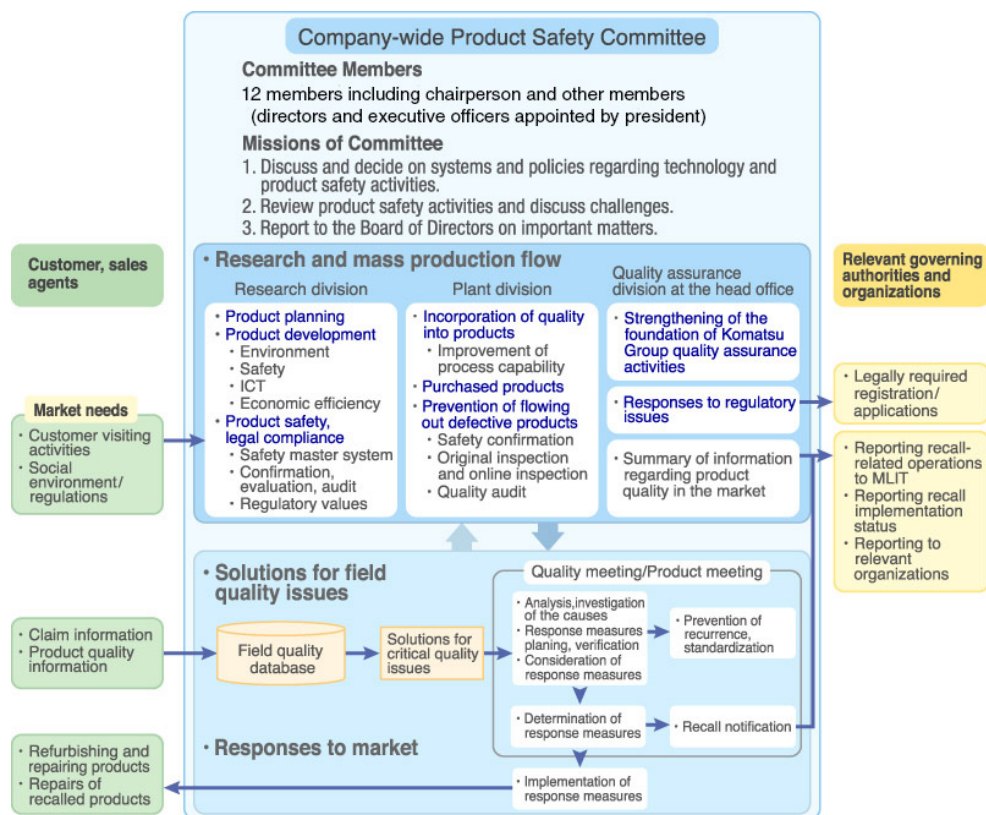 Company-wide Product Safety Committee
Committee Members
12 members including chairperson and other members
(directors and executive officers appointed by president)
Missions of Committee
1. Discuss and decide on systems and policies regarding technology and
product safety activities.
2. Review product safety activities and discuss challenges.
3. Report to the Board of Directors on important matters.
Customer, sales
agents
• Research and mass production flow
Research division
• Product planning
• Product development
• Environment
• Safety
• ICT
• Economic efficiency
• Product safety,
legal compliance
• Safety master system
• Confirmation,
evaluation, audit
• Regulatory values
Plant division
• Incorporation of quality
into products
• Improvement of
process capability
• Purchased products
• Prevention of flowing
out defective products
• Safety confirmation
• Original inspection
and online inspection
• Quality audit
Quality assurance
division at the head office
• Strengthening of the
foundation of Komatsu
Group quality assurance
activities
• Responses to regulatory
issues
• Summary of information
regarding product
quality in the market
Relevant governing
authorities and
organizations
• Legally required
registration/
applications
• Reporting recall-
related operations
to MLIT
• Reporting recall
implementation
status
• Reporting to
relevant
organizations
Market needs
• Customer visiting
activities
• Social
environment/
regulations
• Solutions for field
quality issues
• Claim information
• Product quality
information
Field quality
database
Solutions for
critical quality
issues
Quality meeting/Product meeting
• Analysis,investigation
of the causes
• Response measures
planing, verification
• Consideration of
response measures
• Prevention of
recurrence,
standardization
• Determination of
response measures
• Recall notification
• Responses to market
• Implementation of
response measures
• Refurbishing and
repairing products
• Repairs of
recalled products